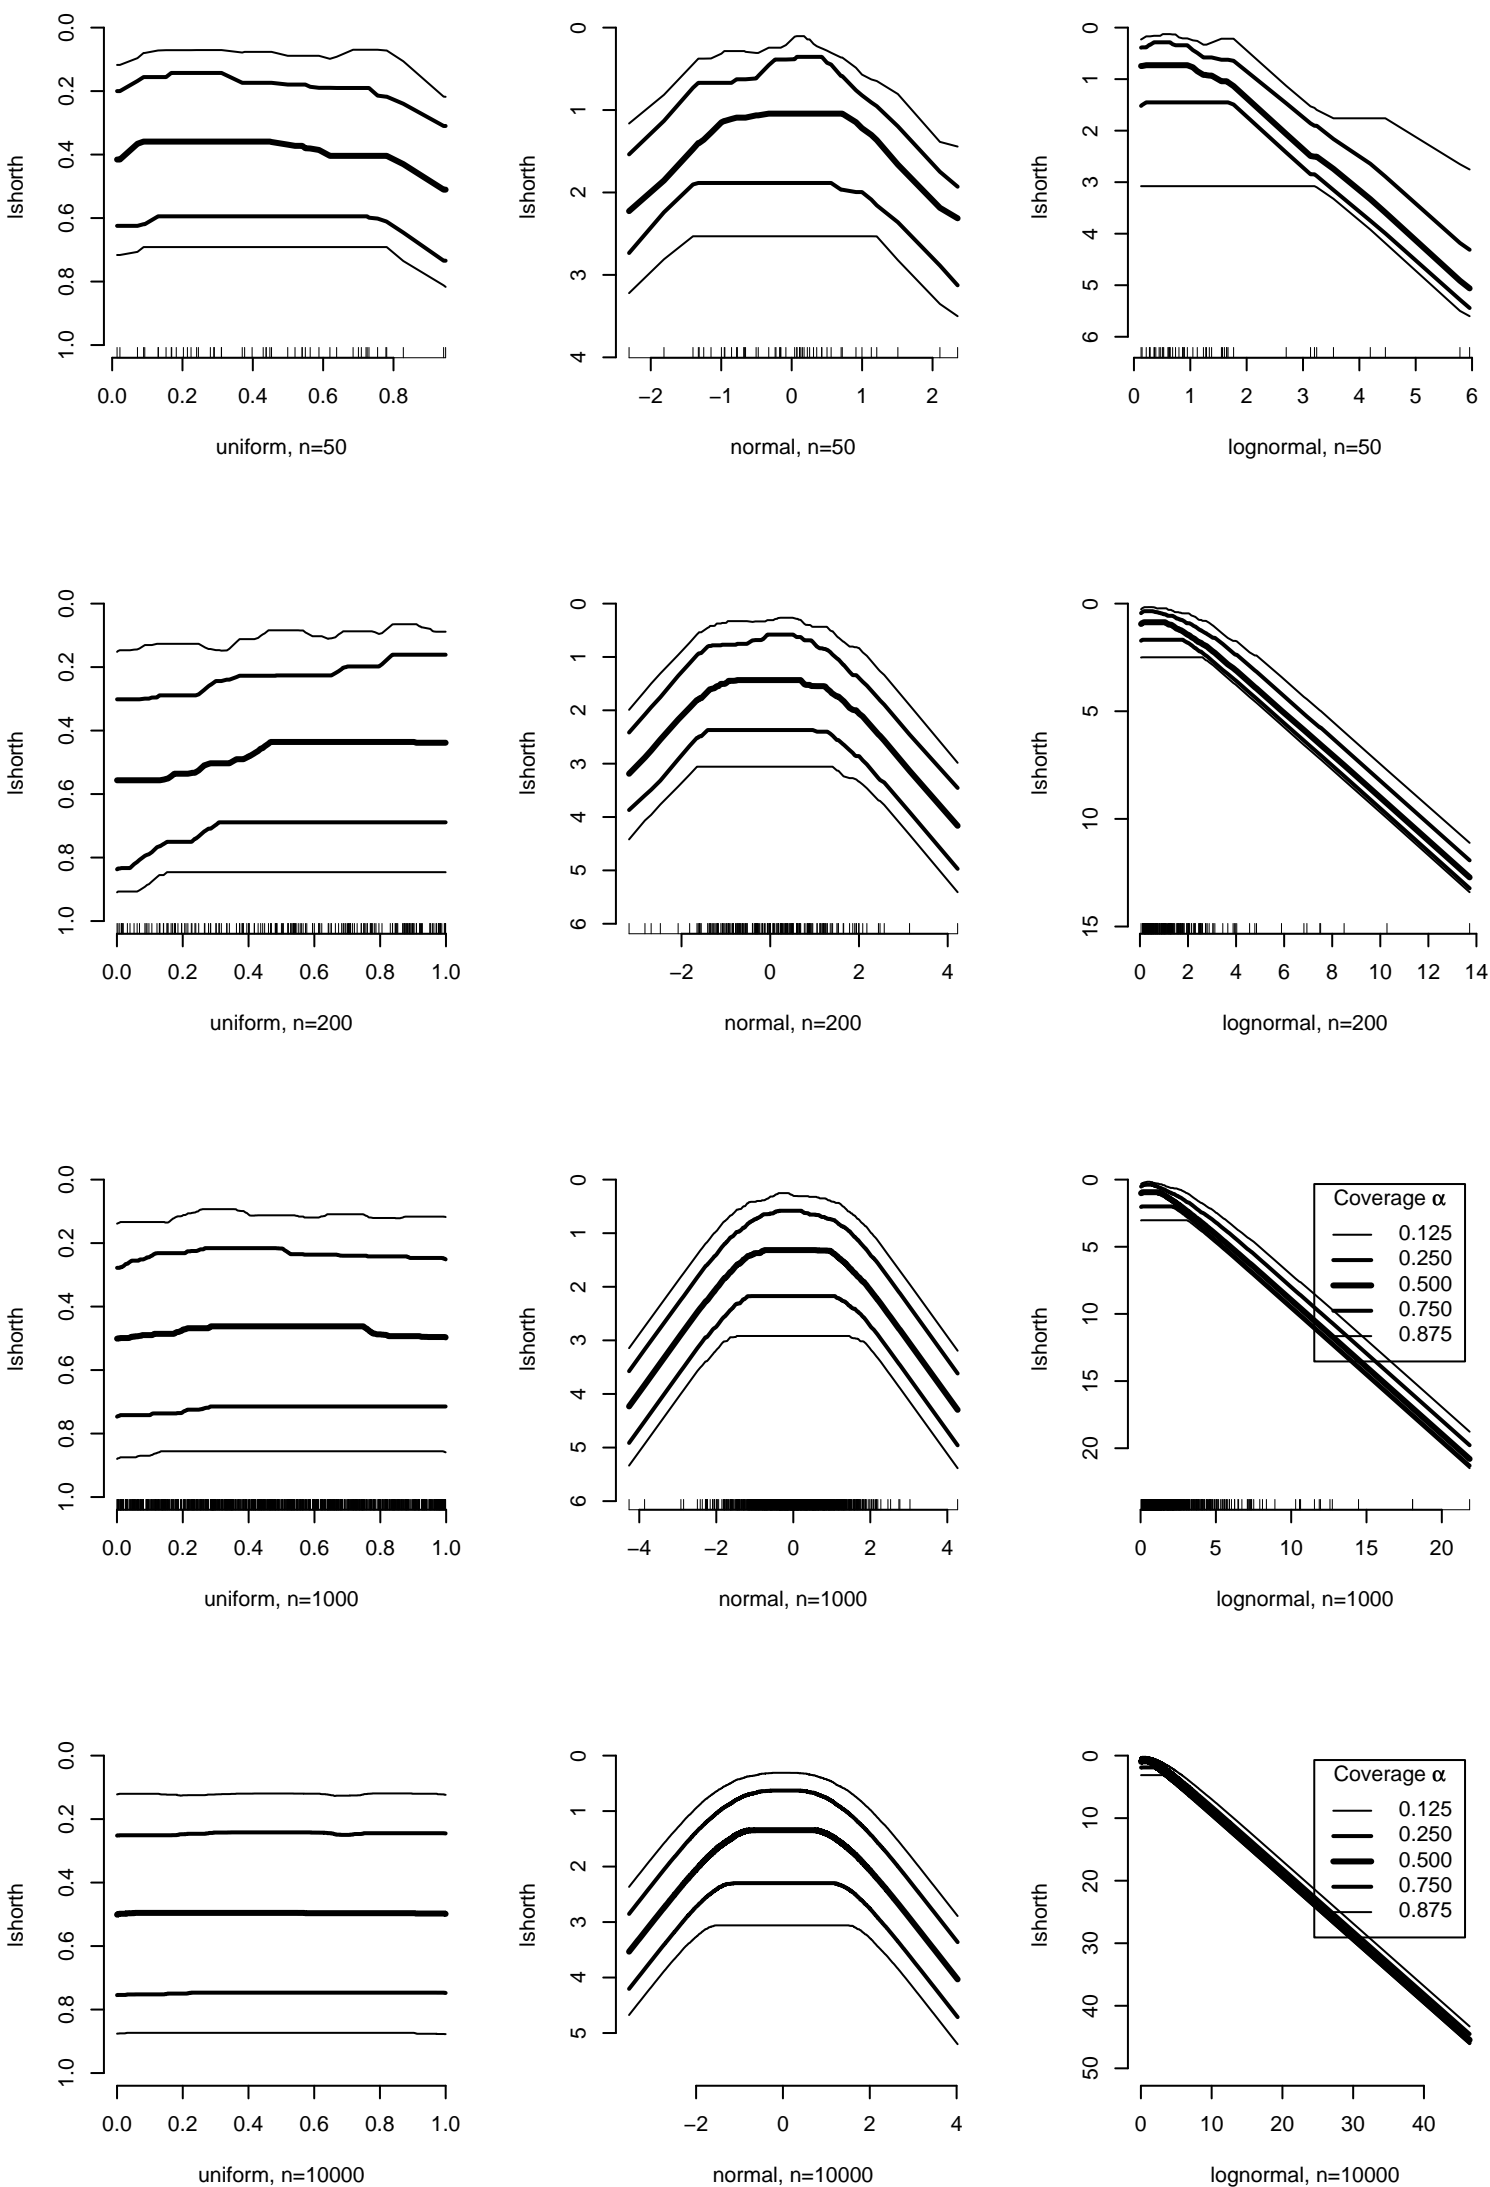 0.0 0.2 0.4 0.6 0.8 1.0
lshorth
0.0 0.2 0.4 0.6 0.8
uniform, n=50
0 1 2 3 4
lshorth
−2 −1 0 1 2
normal, n=50
0 1 2 3 4 5 6
lshorth
0 1 2 3 4 5 6
lognormal, n=50
0.0 0.2 0.4 0.6 0.8 1.0
lshorth
0.0 0.2 0.4 0.6 0.8 1.0
uniform, n=200
0 1 2 3 4 5 6
lshorth
−2 0 2 4
normal, n=200
0 5 10 15
lshorth
0 2 4 6 8 10 12 14
lognormal, n=200
0.0 0.2 0.4 0.6 0.8 1.0
lshorth
0.0 0.2 0.4 0.6 0.8 1.0
uniform, n=1000
0 1 2 3 4 5 6
lshorth
−4 −2 0 2 4
normal, n=1000
0 5 10 15 20
lshorth
Coverage α
0.125
0.250
0.500
0.750
0.875
0 5 10 15 20
lognormal, n=1000
0.0 0.2 0.4 0.6 0.8 1.0
lshorth
0.0 0.2 0.4 0.6 0.8 1.0
uniform, n=10000
0 1 2 3 4 5
lshorth
−2 0 2 4
normal, n=10000
0 10 20 30 40 50
lshorth
Coverage α
0.125
0.250
0.500
0.750
0.875
0 10 20 30 40
lognormal, n=10000